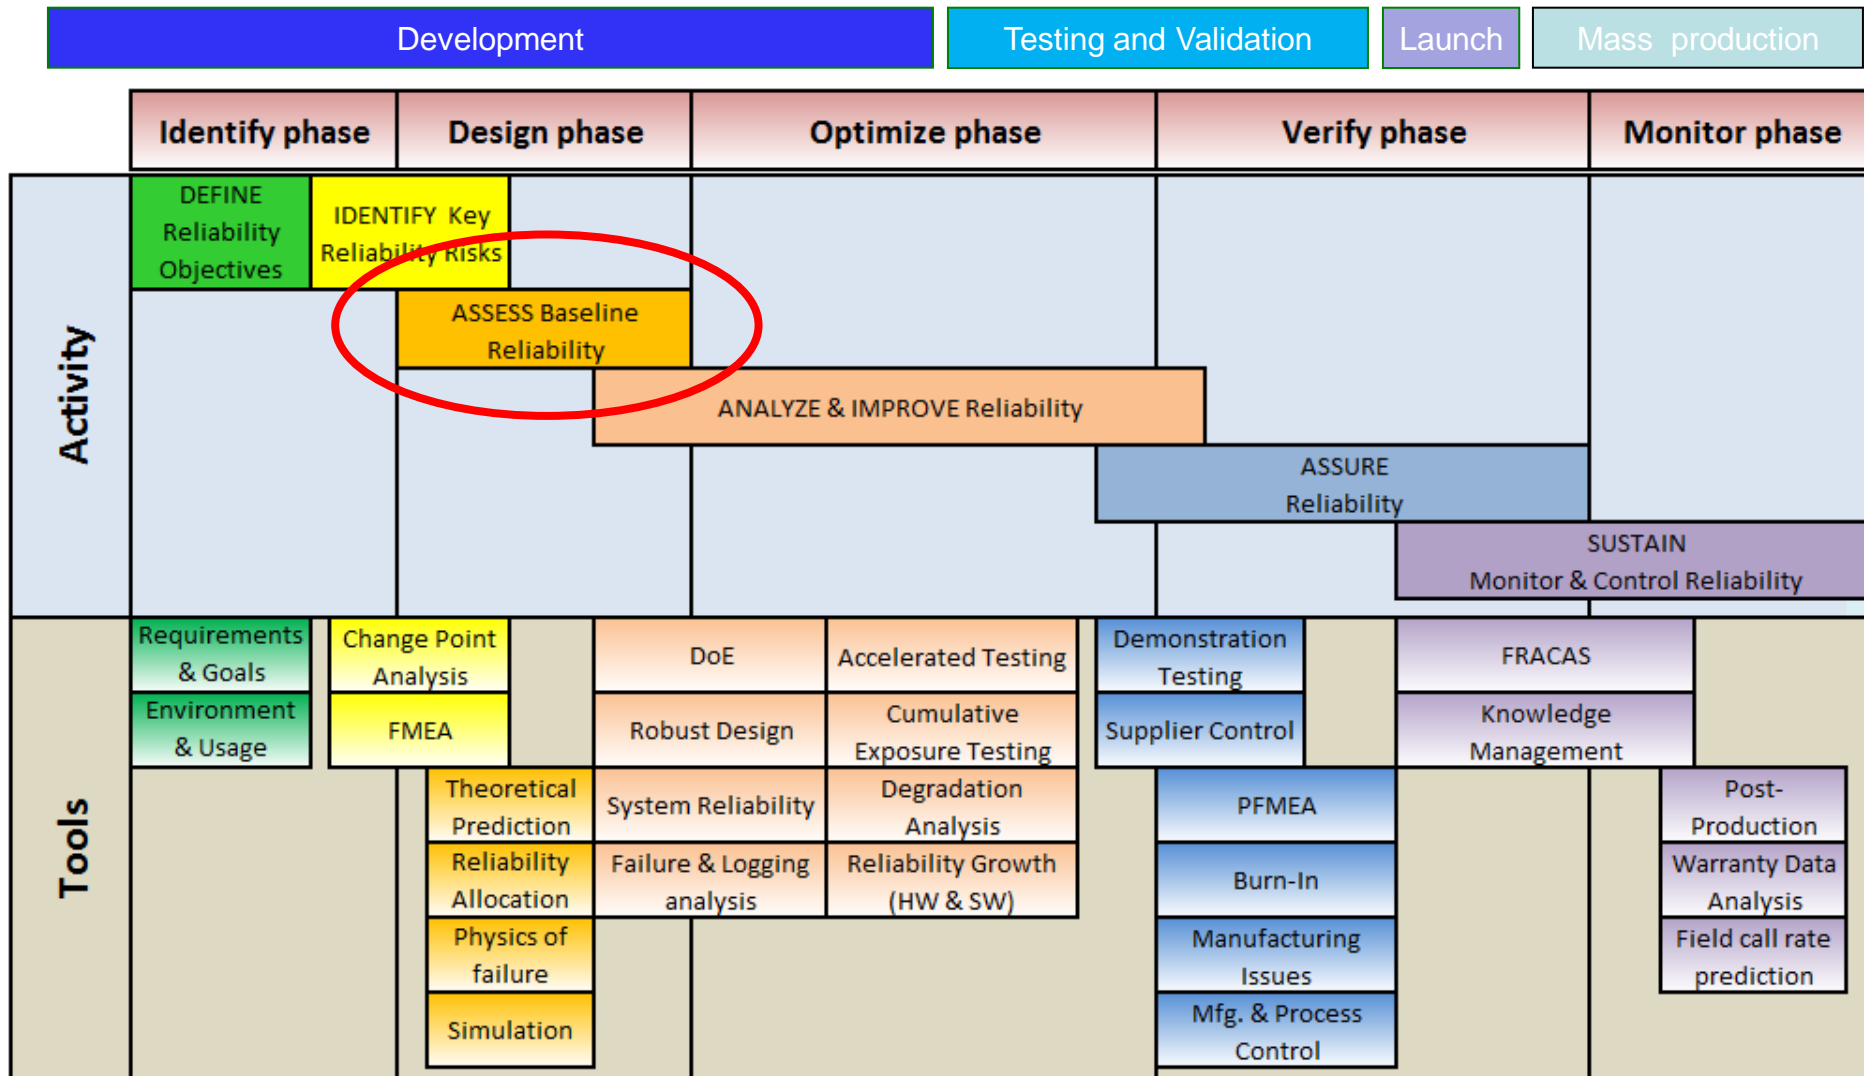 Development
Testing and Validation
Launch
Mass production
Identify phase
Design phase
Optimize phase
Verify phase
Monitor phase
Activity
DEFINE
Reliability
Objectives
IDENTIFY Key
Reliability Risks
ASSESS Baseline
Reliability
ANALYZE & IMPROVE Reliability
ASSURE
Reliability
SUSTAIN
Monitor & Control Reliability
Tools
Requirements
& Goals
Environment
& Usage
Change Point
Analysis
FMEA
Theoretical
Prediction
Reliability
Allocation
Physics of
failure
Simulation
DoE
Robust Design
System Reliability
Failure & Logging
analysis
Accelerated Testing
Cumulative
Exposure Testing
Degradation
Analysis
Reliability Growth
(HW & SW)
Demonstration
Testing
Supplier Control
PFMEA
Burn-In
Manufacturing
Issues
Mfg. & Process
Control
FRACAS
Knowledge
Management
Post-
Production
Warranty Data
Analysis
Field call rate
prediction